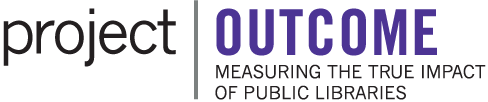 project OUTCOME
MEASURING THE TRUE IMPACT
OF PUBLIC LIBRARIES